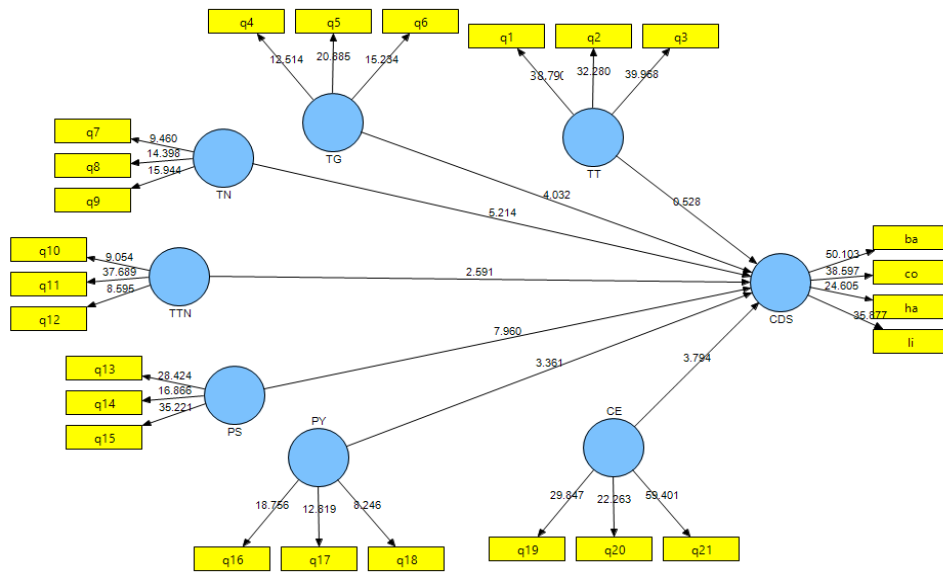 q4
q5
q6
q1
q2
q3
12.514
20.885
15.234
38.790
32.280
39.958
TG
TT
q7
q8
q9
9.460
14.398
15.944
TN
4.032
0.528
5.214
q10
q11
q12
9.054
37.689
8.595
TTN
2.591
CDS
ba
co
ha
li
50.103
38.597
24.605
35.877
q13
q14
q15
28.424
16.866
35.221
PS
7.960
3.361
3.794
PY
CE
18.756
12.819
8.246
29.847
22.263
59.401
q16
q17
q18
q19
q20
q21